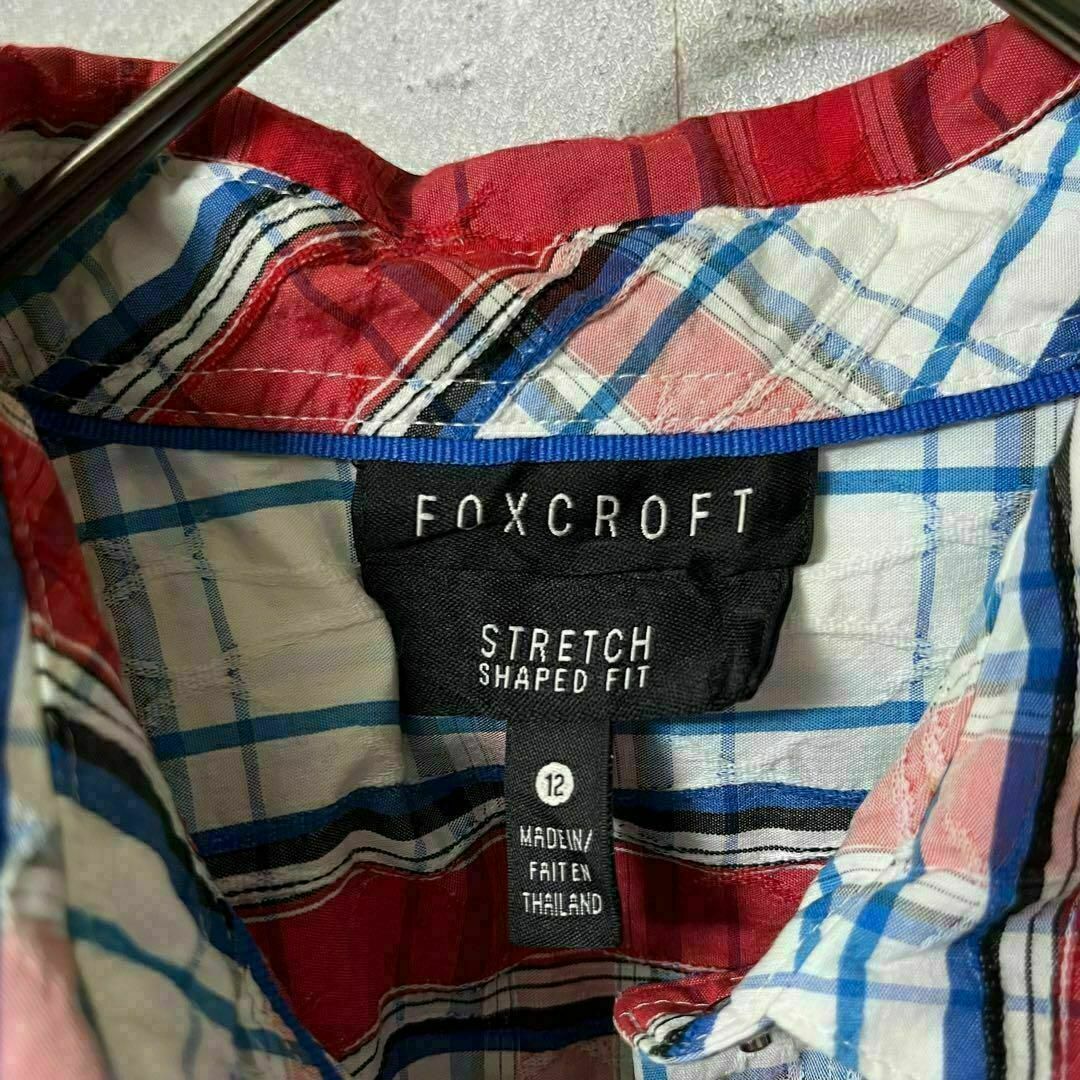 FOXCROFT
STRETCH
SHAPED FIT
12
MADE IN/
FAIT EN
THAILAND